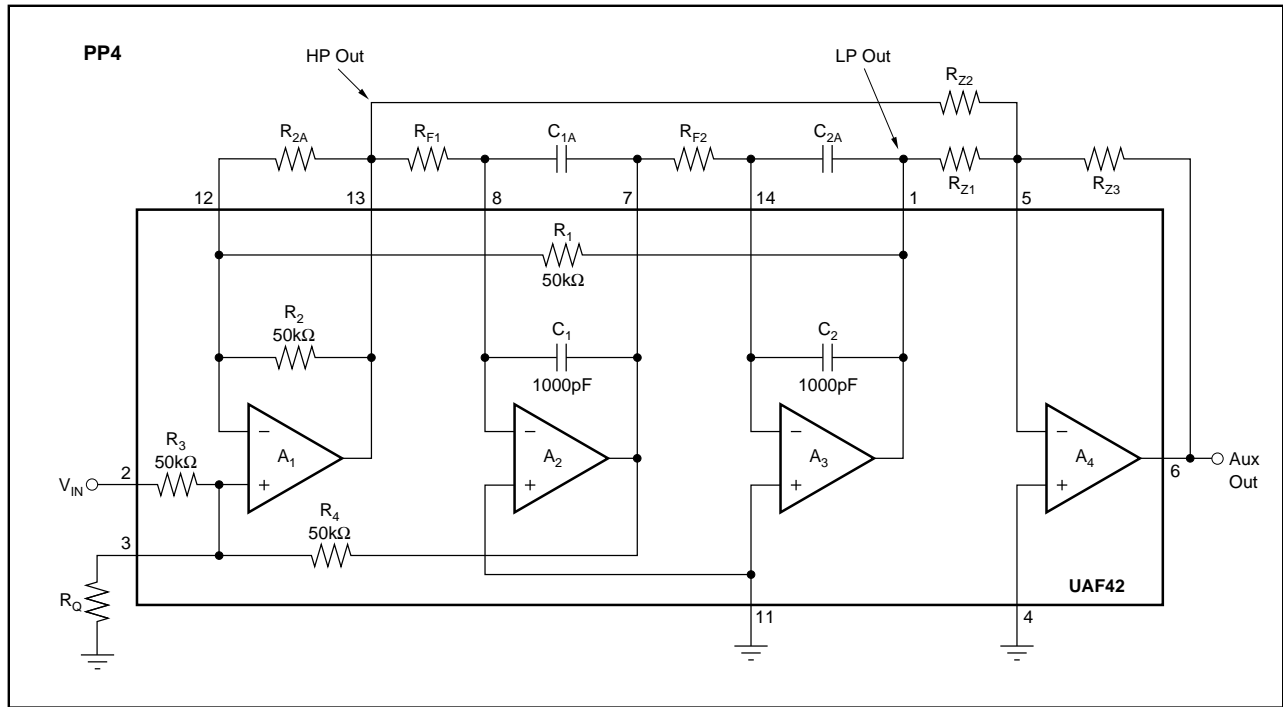 PP4
HP Out
LP Out
RZ2
R2A
RF1
C1A
RF2
C2A
RZ1
RZ3
12
13
8
7
14
1
5
R1
50kΩ
R2
50kΩ
C1
1000pF
C2
1000pF
R3
50kΩ
VIN
2
A1
−
+
A2
−
+
A3
−
+
A4
−
+
6
Aux
Out
R4
50kΩ
3
RQ
11
4
UAF42